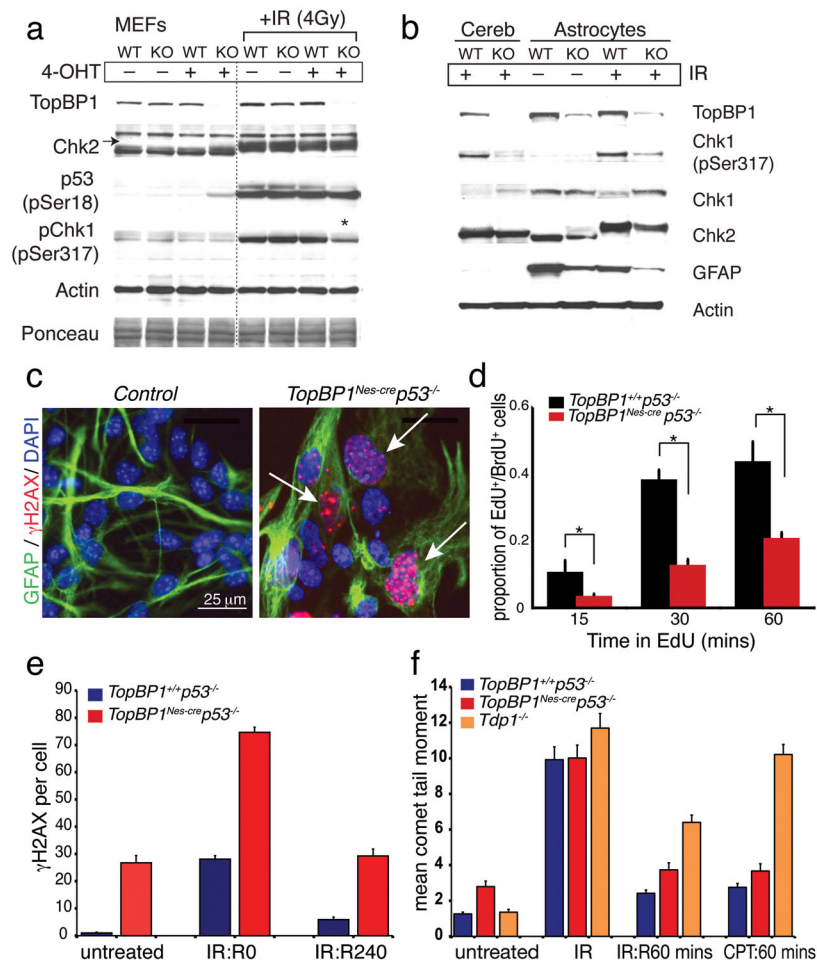 a
MEFs
+IR (4Gy)
WT KO WT KO WT KO WT KO
4-OHT − − + + − − + +
TopBP1
Chk2
p53
(pSer18)
*
pChk1
(pSer317)
Actin
Ponceau
b
Cereb Astrocytes
WT KO WT KO WT KO
+ + − − + + IR
TopBP1
Chk1
(pSer317)
Chk1
Chk2
GFAP
Actin
c
Control
TopBP1Nes-cre p53-/-
GFAP / γH2AX/ DAPI
25 μm
d
TopBP1+/+p53-/-
TopBP1Nes-cre p53-/-
proportion of EdU+/BrdU+ cells
0.6
0.4
0.2
0
* * *
15 30 60
Time in EdU (mins)
e
TopBP1+/+p53-/-
TopBP1Nes-cre p53-/-
γH2AX per cell
90
80
70
60
50
40
30
20
10
0
untreated IR:R0 IR:R240
f
TopBP1+/+p53-/-
TopBP1Nes-cre p53-/-
Tdp1-/-
mean comet tail moment
14
12
10
8
6
4
2
0
untreated IR IR:R60 mins CPT:60 mins